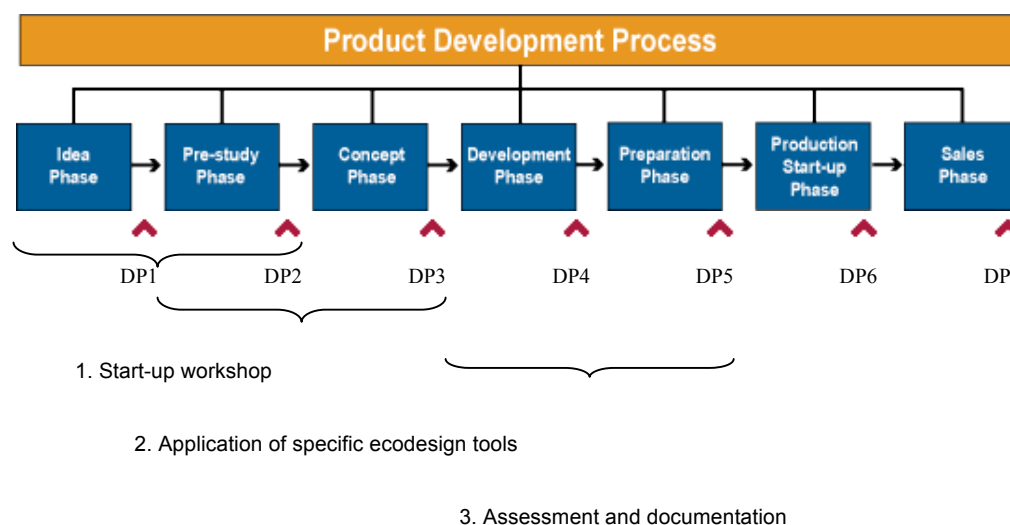 Product Development Process
Idea
Phase
Pre-study
Phase
Concept
Phase
Development
Phase
Preparation
Phase
Production
Start-up
Phase
Sales
Phase
DP1
DP2
DP3
DP4
DP5
DP6
DP
1. Start-up workshop
2. Application of specific ecodesign tools
3. Assessment and documentation